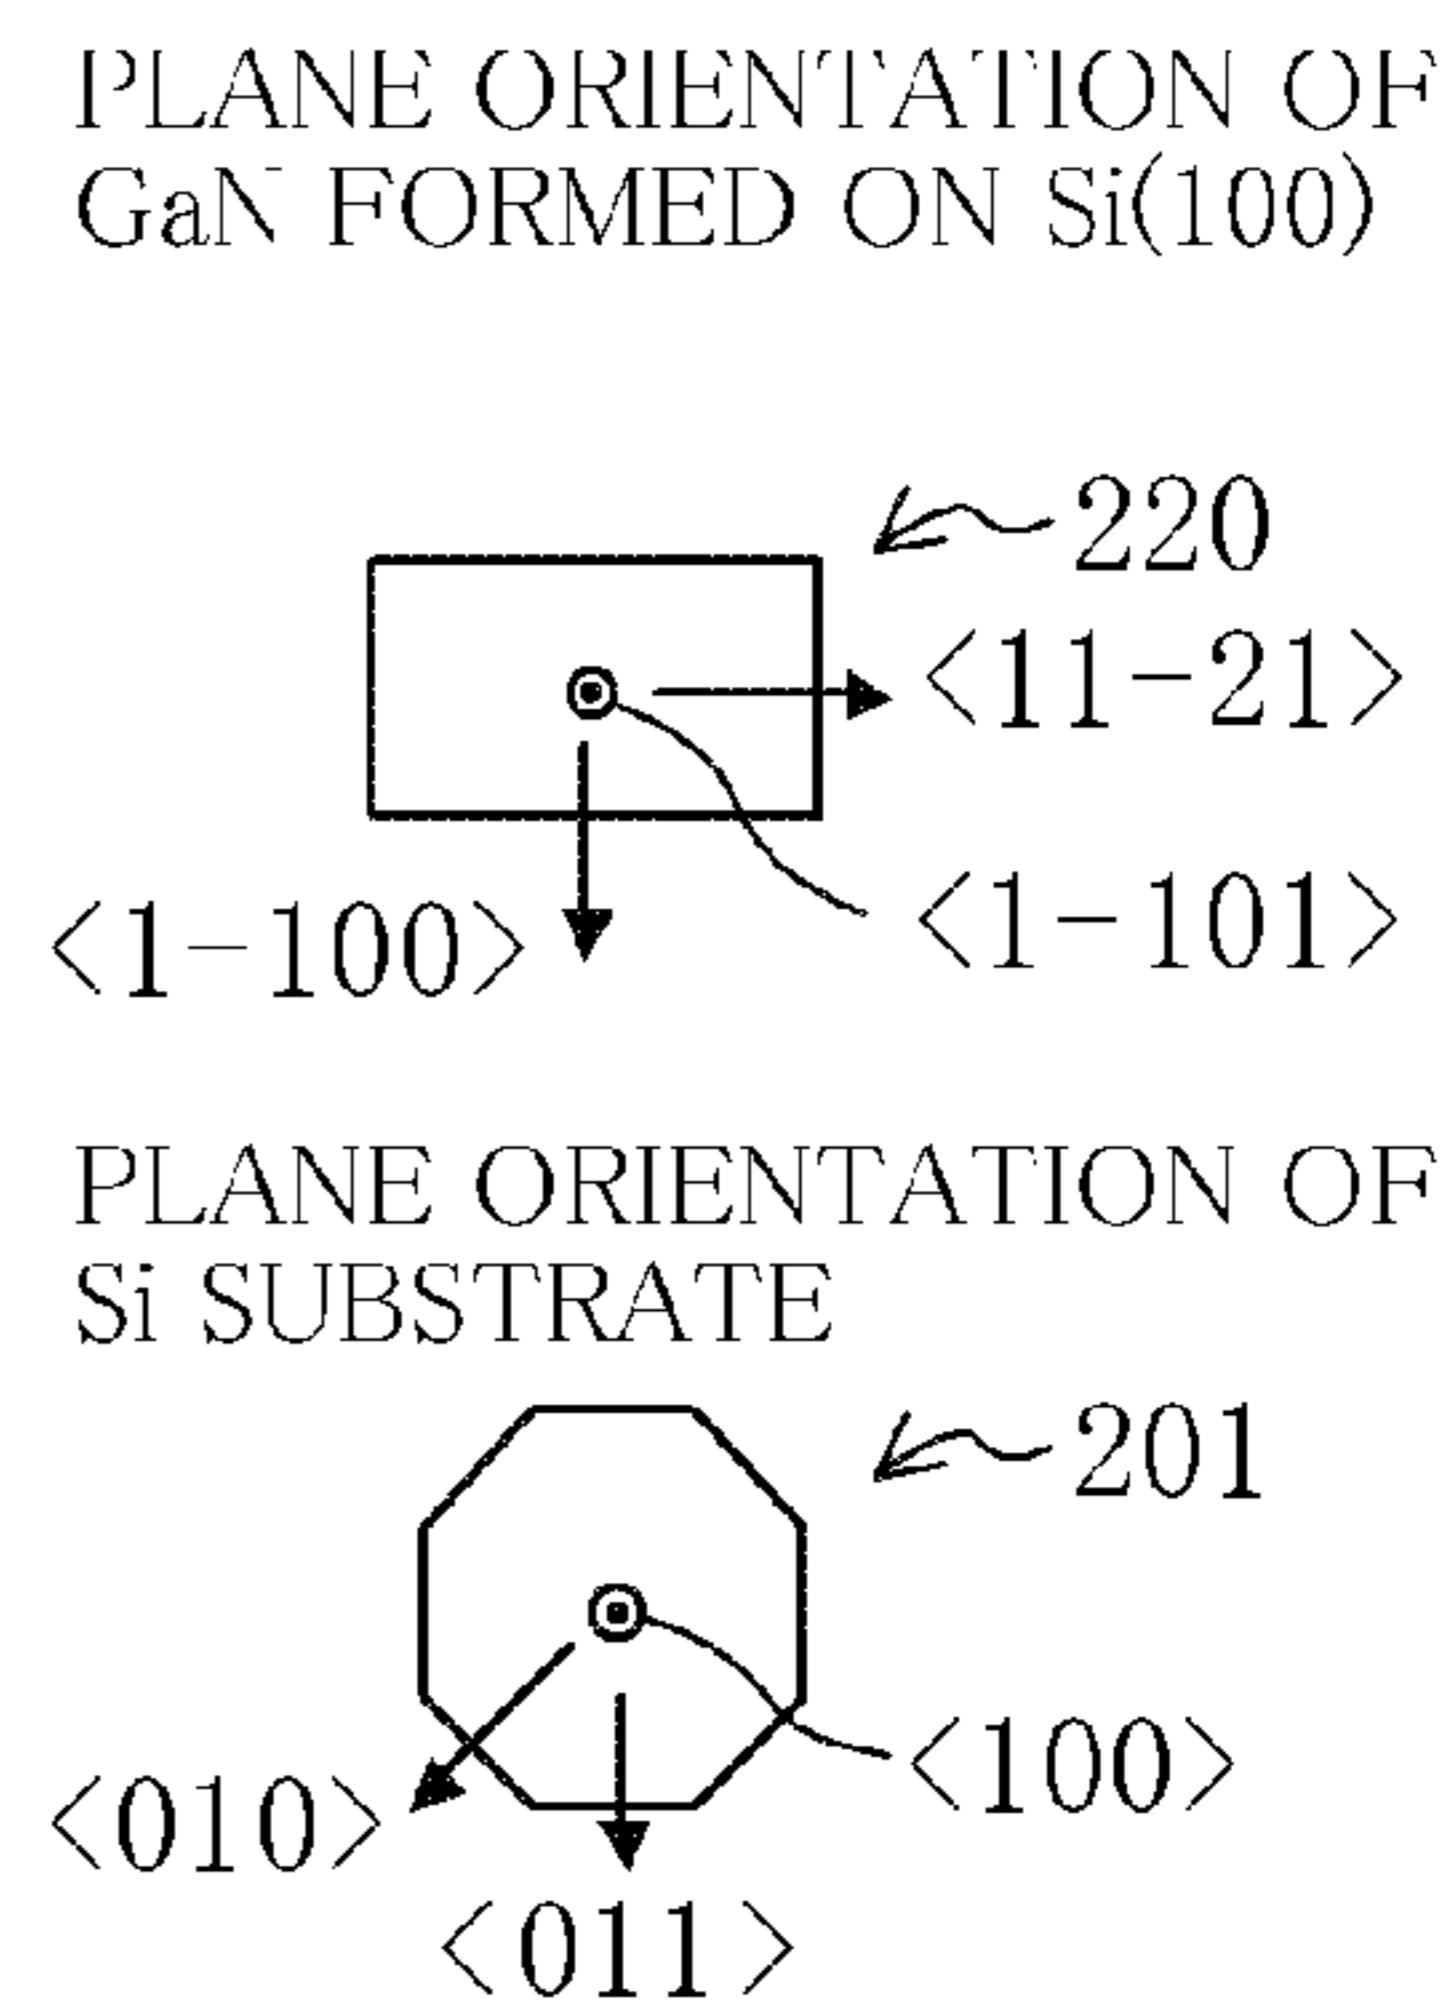 PLANE ORIENTATION OF
GaN FORMED ON Si(100)
220
<11-21>
<1-100>
<1-101>
PLANE ORIENTATION OF
Si SUBSTRATE
201
<100>
<010>
<011>